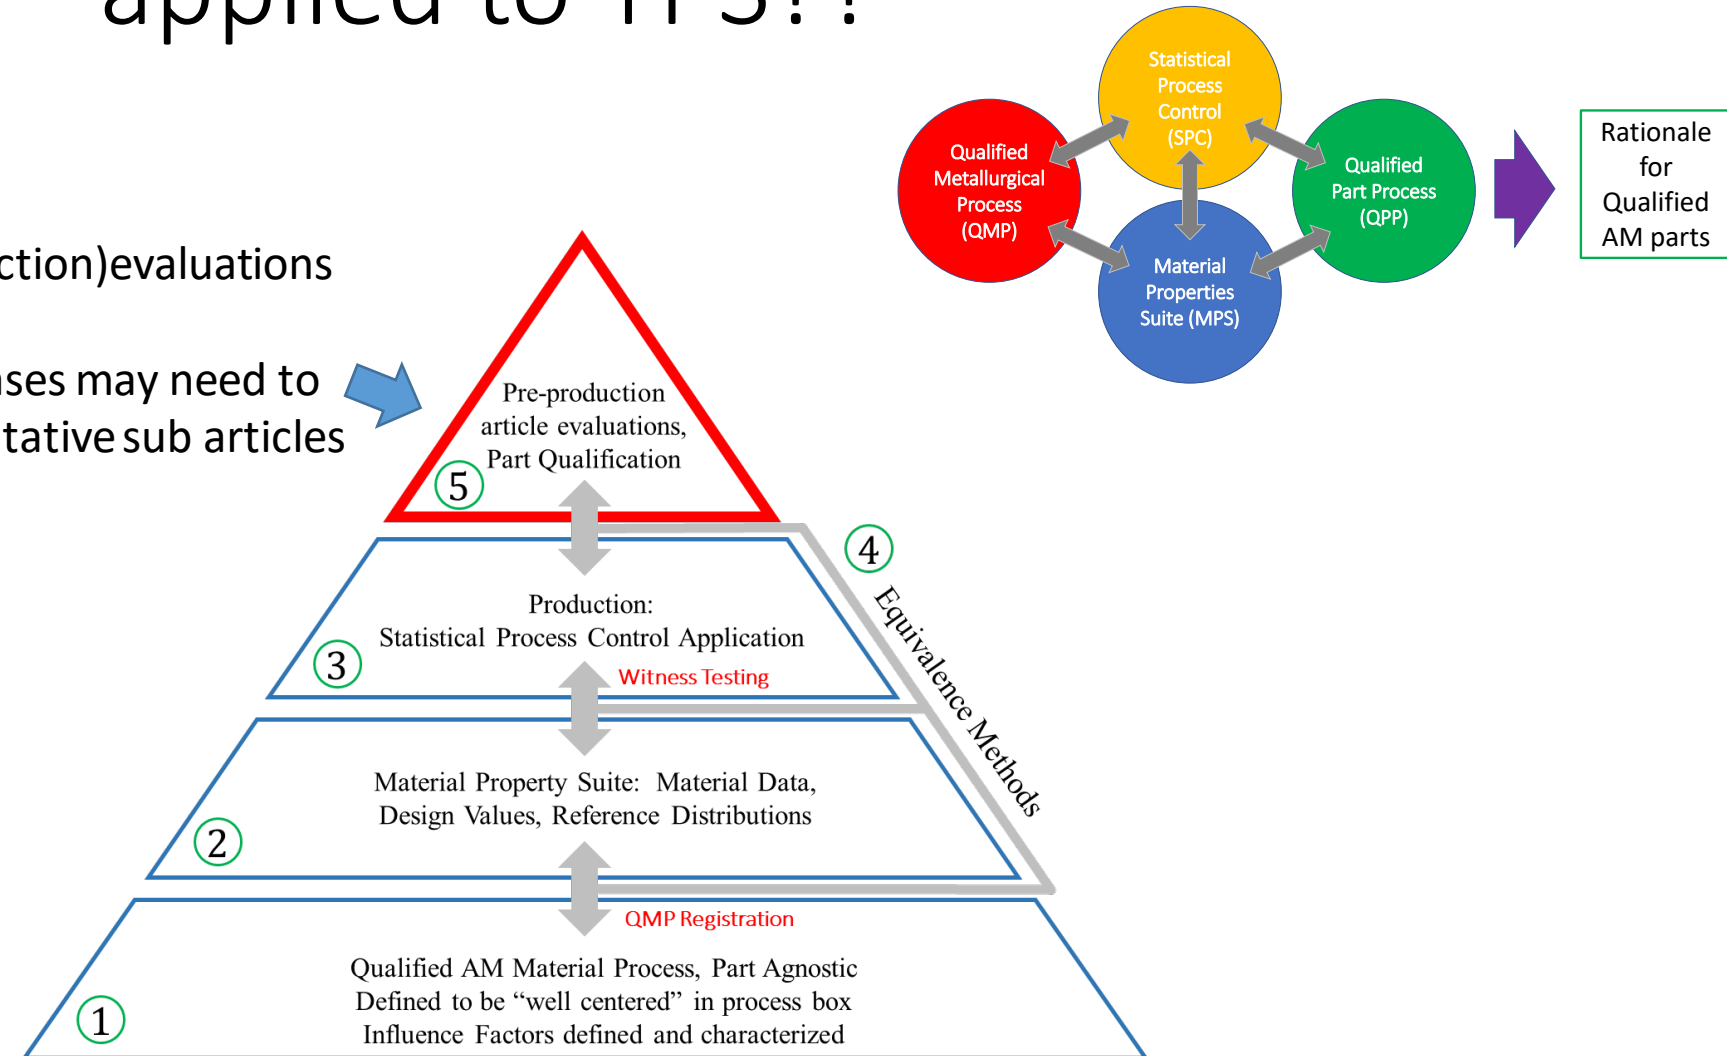 applied to TPS??
Statistical
Process
Control
(SPC)
Qualified
Metallurgical
Process
(QMP)
Qualified
Part Process
(QPP)
Material
Properties
Suite (MPS)
Rationale
for
Qualified
AM parts
ction)evaluations
ases may need to
tative sub articles
Pre-production
article evaluations,
Part Qualification
5
4
Equivalence Methods
Production:
Statistical Process Control Application
3
Witness Testing
Material Property Suite: Material Data,
Design Values, Reference Distributions
2
QMP Registration
Qualified AM Material Process, Part Agnostic
Defined to be “well centered” in process box
Influence Factors defined and characterized
1